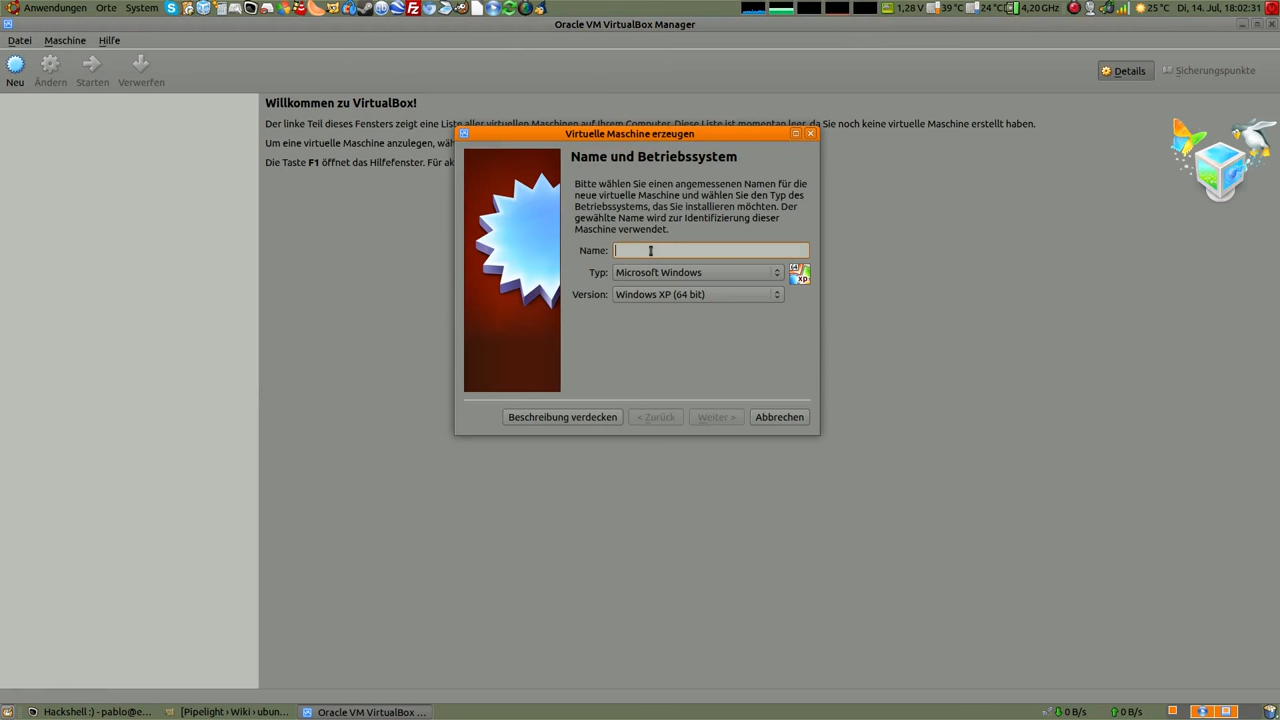 Anwendungen Orte System
1,28 V 39 °C 24 °C 4,20 GHz 25 °C Di, 14. Jul, 18:02:31
Oracle VM VirtualBox Manager
Datei Maschine Hilfe
Neu Ändern Starten Verwerfen
Details Sicherungspunkte
Willkommen zu VirtualBox!
Der linke Teil dieses Fensters zeigt eine Liste aller virtuellen Maschinen auf Ihrem Computer. Diese Liste ist momentan leer, da Sie noch keine virtuelle Maschine erstellt haben.
Um eine virtuelle Maschine anzulegen, wäh
Die Taste F1 öffnet das Hilfefenster. Für ak
Virtuelle Maschine erzeugen
Name und Betriebssystem
Bitte wählen Sie einen angemessenen Namen für die
neue virtuelle Maschine und wählen Sie den Typ des
Betriebssystems, das Sie installieren möchten. Der
gewählte Name wird zur Identifizierung dieser
Maschine verwendet.
Name:
Typ: Microsoft Windows
64
XP
Version: Windows XP (64 bit)
Beschreibung verdecken < Zurück Weiter > Abbrechen
Hackshell :) - pablo@e... [Pipelight › Wiki › ubun... Oracle VM VirtualBox ... 0 B/s 0 B/s